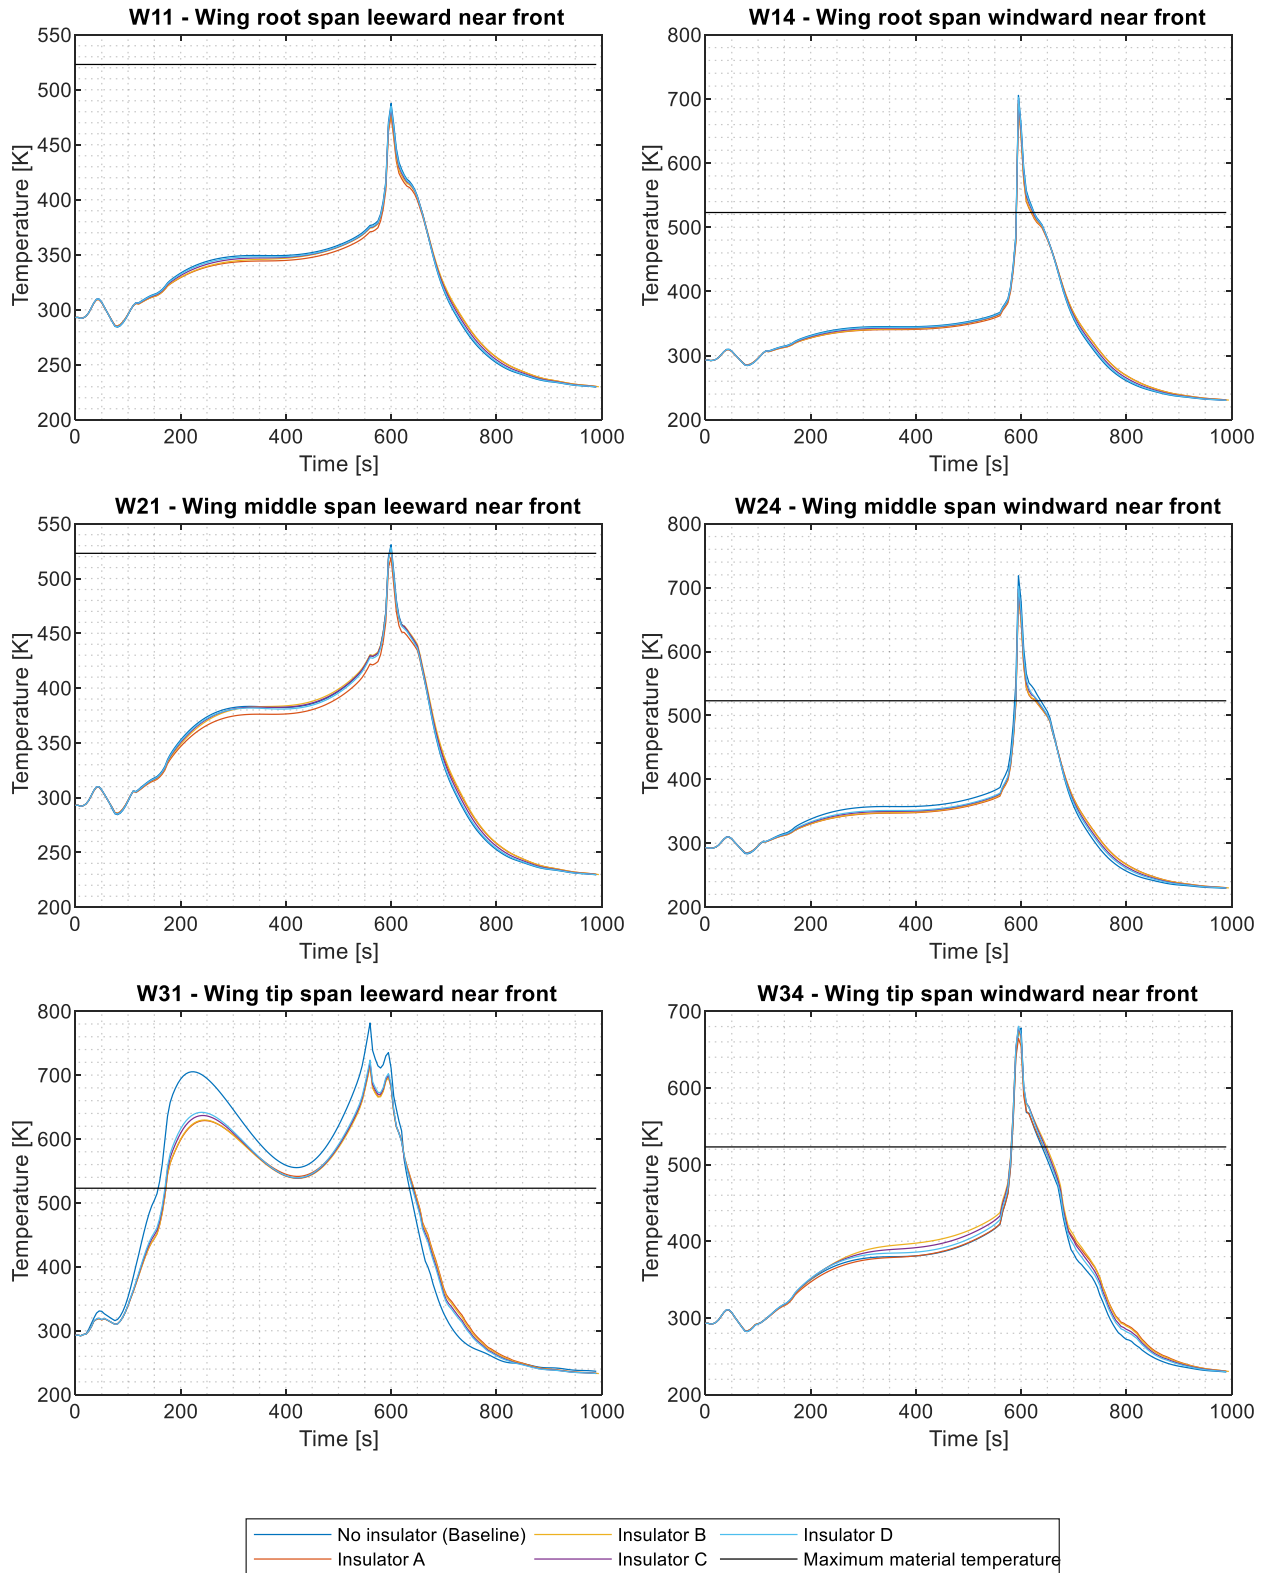 W11 - Wing root span leeward near front
550
500
450
400
350
300
250
200
Temperature [K]
0 200 400 600 800 1000
Time [s]
W14 - Wing root span windward near front
800
700
600
500
400
300
200
Temperature [K]
0 200 400 600 800 1000
Time [s]
W21 - Wing middle span leeward near front
550
500
450
400
350
300
250
200
Temperature [K]
0 200 400 600 800 1000
Time [s]
W24 - Wing middle span windward near front
800
700
600
500
400
300
200
Temperature [K]
0 200 400 600 800 1000
Time [s]
W31 - Wing tip span leeward near front
800
700
600
500
400
300
200
Temperature [K]
0 200 400 600 800 1000
Time [s]
W34 - Wing tip span windward near front
700
600
500
400
300
200
Temperature [K]
0 200 400 600 800 1000
Time [s]
No insulator (Baseline) Insulator B Insulator D
Insulator A Insulator C Maximum material temperature